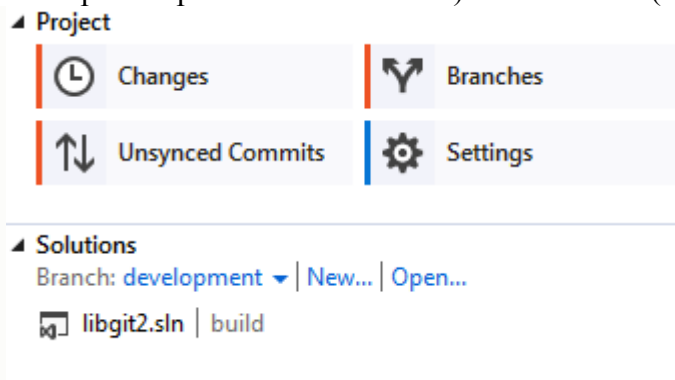 Project
Changes Branches
Unsynced Commits Settings
Solutions
Branch: development | New... | Open...
libgit2.sln | build